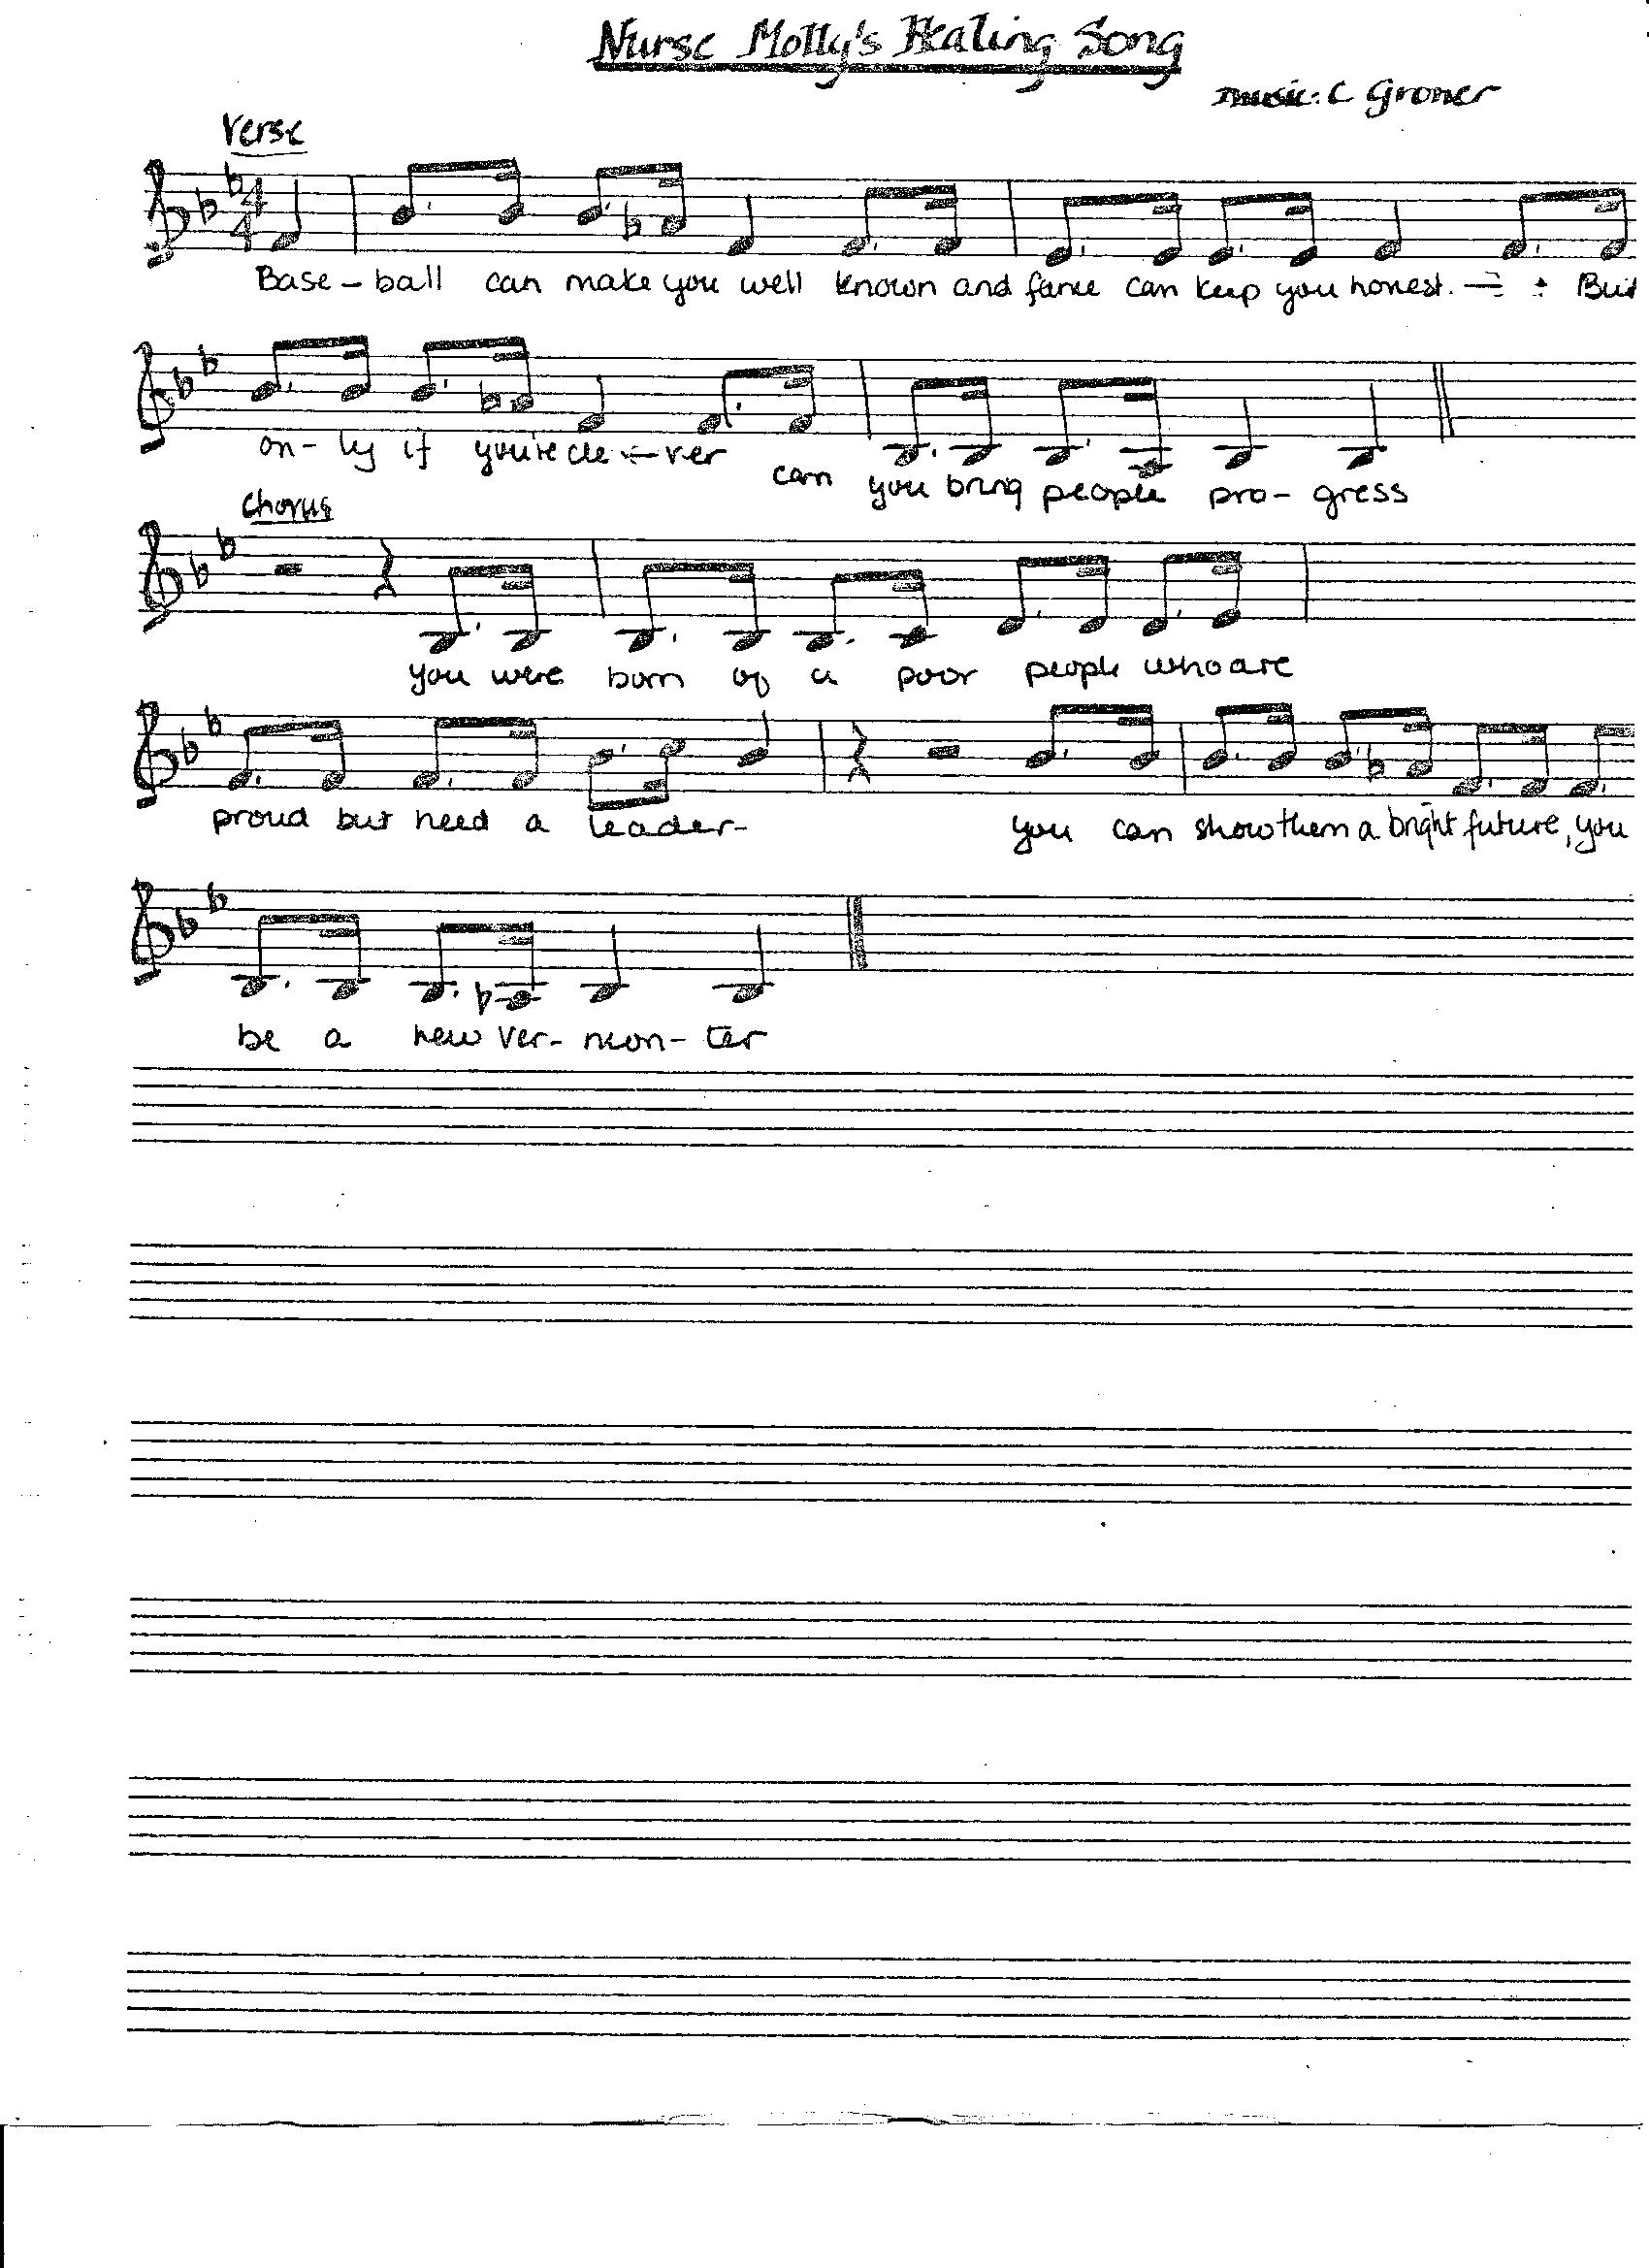 Nurse Molly's Healing Song
music: C Groner
Verse
4
4
Base - ball can make you well known and fame can keep you honest. - But
on - ly if you're cle - ver can you bring people pro - gress
Chorus
you were born of a poor people who are
proud but need a leader - you can show them a bright future, you
be a new Ver - mon - ter